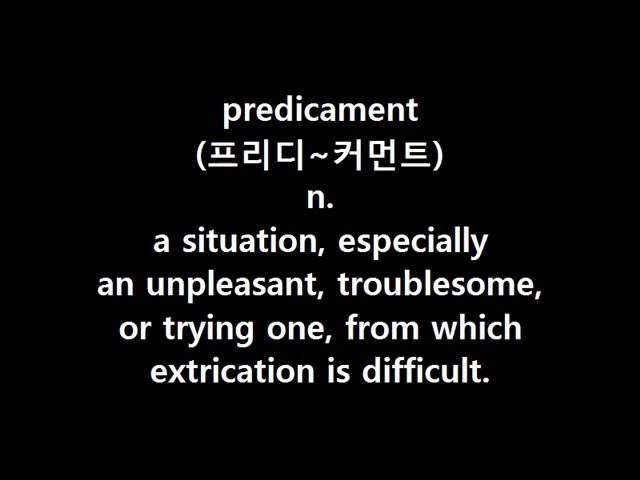 predicament
(프리디~커먼트)
n.
a situation, especially
an unpleasant, troublesome,
or trying one, from which
extrication is difficult.